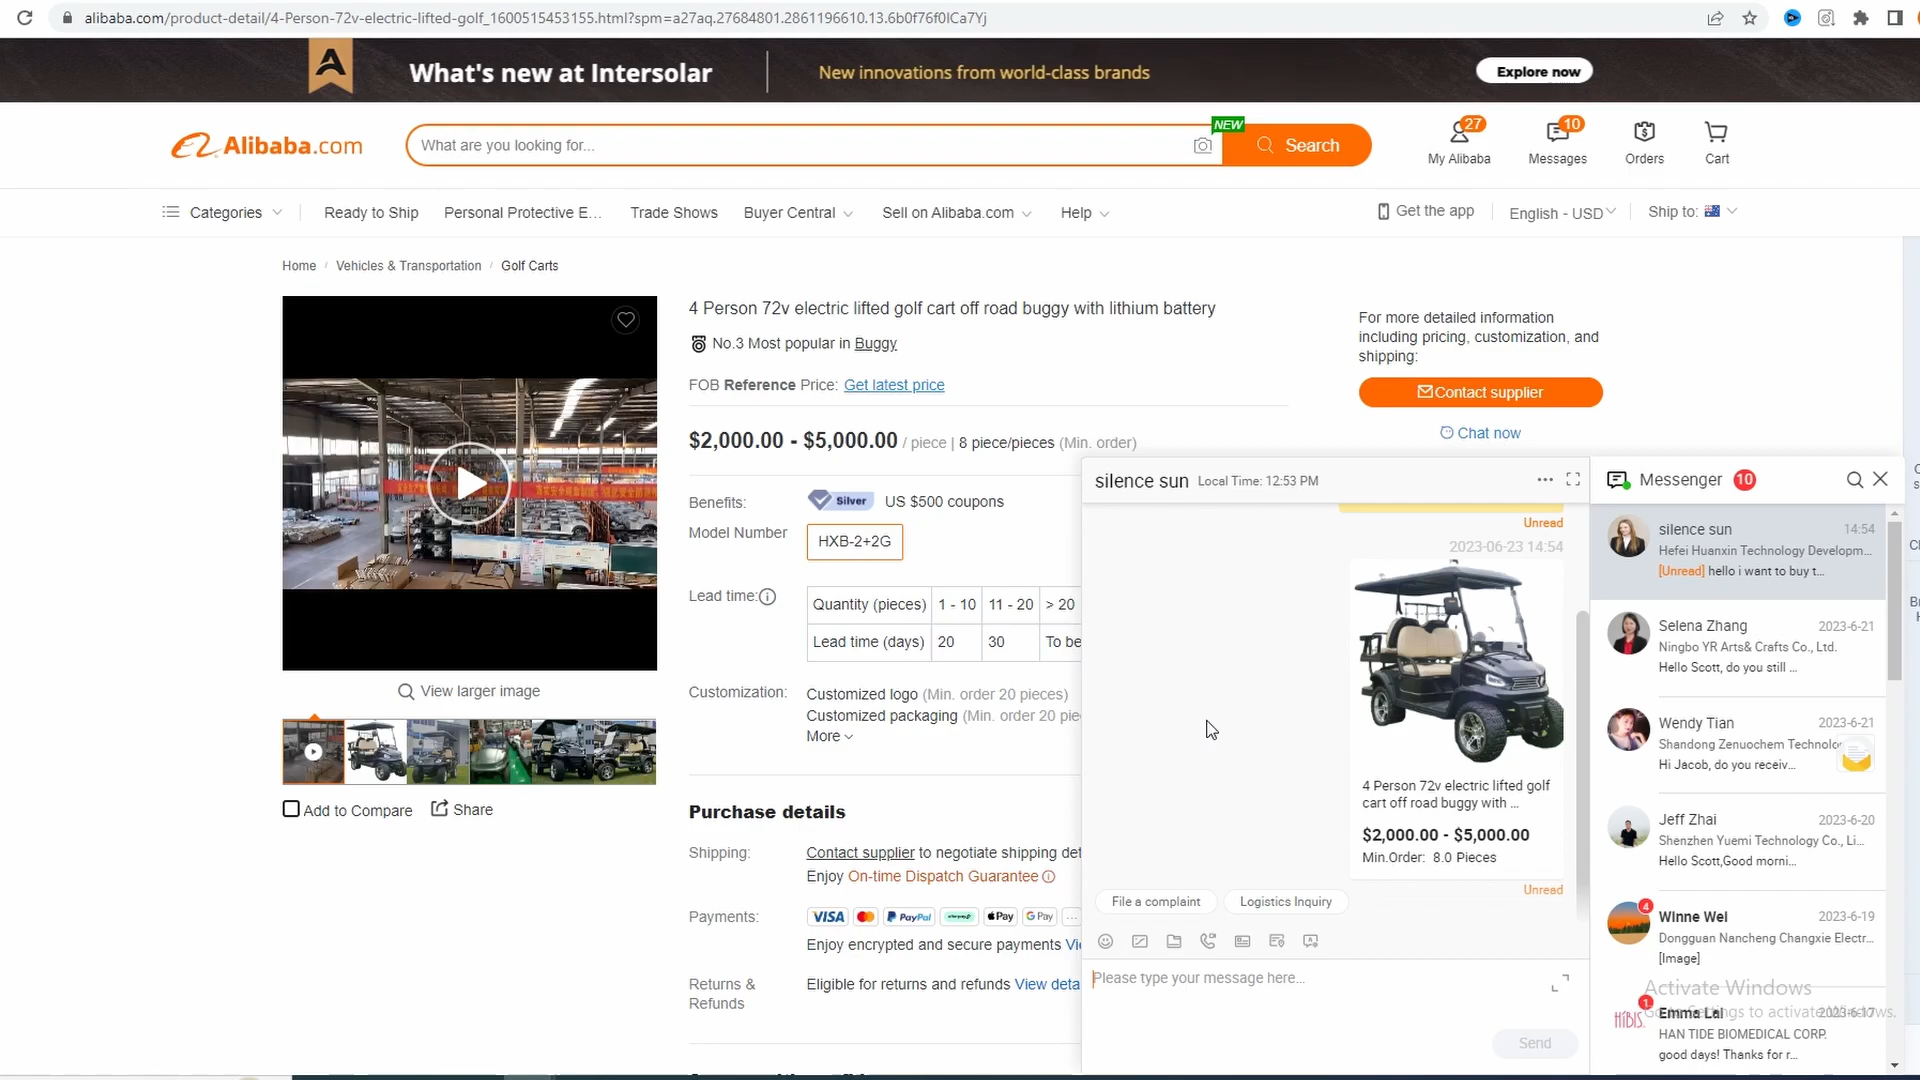 alibaba.com/product-detail/4-Person-72v-electric-lifted-golf_1600515453155.html?spm=a27aq.27684801.2861196610.13.6b0f76f0ICa7Yj
What's new at Intersolar
New innovations from world-class brands
Explore now
Alibaba.com
What are you looking for...
NEW
Search
27
My Alibaba
10
Messages
Orders
Cart
Categories
Ready to Ship
Personal Protective E...
Trade Shows
Buyer Central
Sell on Alibaba.com
Help
Get the app
English - USD
Ship to:
Home / Vehicles & Transportation / Golf Carts
4 Person 72v electric lifted golf cart off road buggy with lithium battery
No.3 Most popular in Buggy
FOB Reference Price: Get latest price
$2,000.00 - $5,000.00 / piece | 8 piece/pieces (Min. order)
Benefits:
Silver
US $500 coupons
Model Number
HXB-2+2G
Lead time:
Quantity (pieces) 1 - 10 11 - 20 > 20
Lead time (days) 20 30 To be
Customization:
Customized logo (Min. order 20 pieces)
Customized packaging (Min. order 20 pie
More
View larger image
Add to Compare
Share
Purchase details
Shipping:
Contact supplier to negotiate shipping det
Enjoy On-time Dispatch Guarantee
Payments:
VISA
PayPal
Pay
G Pay
...
Enjoy encrypted and secure payments Vi
Returns & Refunds
Eligible for returns and refunds View deta
For more detailed information
including pricing, customization, and
shipping:
Contact supplier
Chat now
silence sun Local Time: 12:53 PM
Unread
2023-06-23 14:54
4 Person 72v electric lifted golf
cart off road buggy with ...
$2,000.00 - $5,000.00
Min.Order: 8.0 Pieces
Unread
File a complaint
Logistics Inquiry
Please type your message here...
Send
Messenger 10
silence sun 14:54
Hefei Huanxin Technology Developm...
[Unread] hello i want to buy t...
Selena Zhang 2023-6-21
Ningbo YR Arts& Crafts Co., Ltd.
Hello Scott, do you still ...
Wendy Tian 2023-6-21
Shandong Zenuochem Technolo
Hi Jacob, do you receiv...
Jeff Zhai 2023-6-20
Shenzhen Yuemi Technology Co., Li...
Hello Scott,Good morni...
4
Winne Wei 2023-6-19
Dongguan Nancheng Changxie Electr...
[Image]
Activate Windows
Go to Settings to activate Windows.
1
HIBIS.
Emma Lai 2023-6-17
HAN TIDE BIOMEDICAL CORP.
good days! Thanks for r...